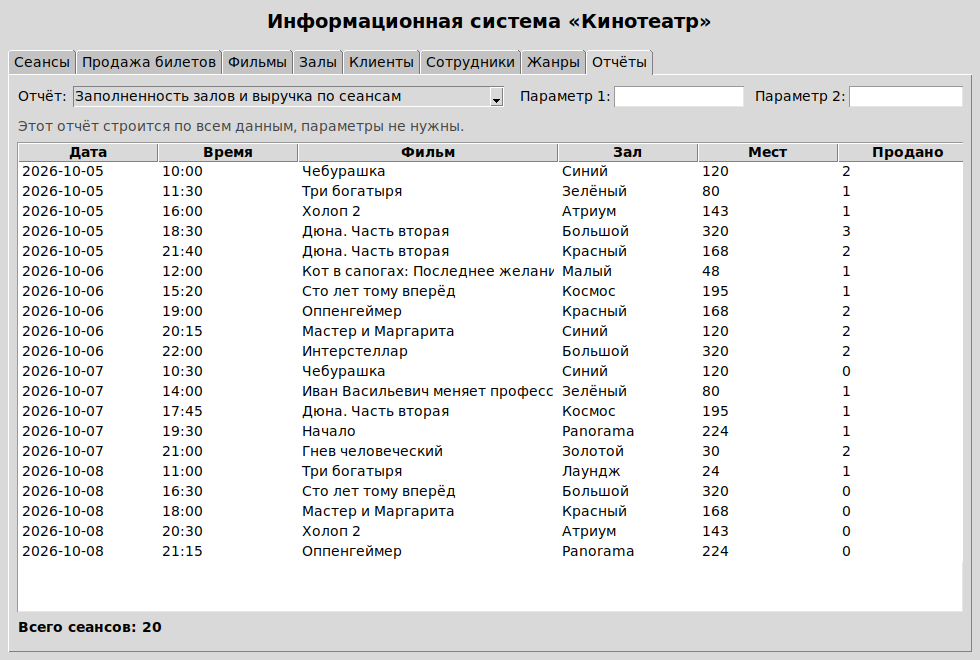 Информационная система «Кинотеатр»
Сеансы Продажа билетов Фильмы Залы Клиенты Сотрудники Жанры Отчёты
Отчёт: Заполненность залов и выручка по сеансам Параметр 1: Параметр 2:
Этот отчёт строится по всем данным, параметры не нужны.
Дата Время Фильм Зал Мест Продано
2026-10-05 10:00 Чебурашка Синий 120 2
2026-10-05 11:30 Три богатыря Зелёный 80 1
2026-10-05 16:00 Холоп 2 Атриум 143 1
2026-10-05 18:30 Дюна. Часть вторая Большой 320 3
2026-10-05 21:40 Дюна. Часть вторая Красный 168 2
2026-10-06 12:00 Кот в сапогах: Последнее желани Малый 48 1
2026-10-06 15:20 Сто лет тому вперёд Космос 195 1
2026-10-06 19:00 Оппенгеймер Красный 168 2
2026-10-06 20:15 Мастер и Маргарита Синий 120 2
2026-10-06 22:00 Интерстеллар Большой 320 2
2026-10-07 10:30 Чебурашка Синий 120 0
2026-10-07 14:00 Иван Васильевич меняет професс Зелёный 80 1
2026-10-07 17:45 Дюна. Часть вторая Космос 195 1
2026-10-07 19:30 Начало Panorama 224 1
2026-10-07 21:00 Гнев человеческий Золотой 30 2
2026-10-08 11:00 Три богатыря Лаундж 24 1
2026-10-08 16:30 Сто лет тому вперёд Большой 320 0
2026-10-08 18:00 Мастер и Маргарита Красный 168 0
2026-10-08 20:30 Холоп 2 Атриум 143 0
2026-10-08 21:15 Оппенгеймер Panorama 224 0
Всего сеансов: 20